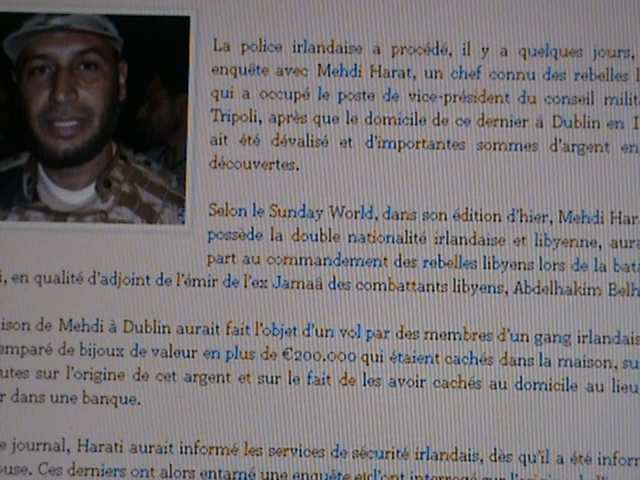 La police irlandaise a procédé, il y a quelques jours,
enquête avec Mehdi Harat, un chef connu des rebelles
qui a occupé le poste de vice-président du conseil milit
Tripoli, après que le domicile de ce dernier à Dublin en I
ait été dévalisé et d'importantes sommes d'argent en
découvertes.
Selon le Sunday World, dans son édition d'hier, Mehdi Har
possède la double nationalité irlandaise et libyenne, aura
part au commandement des rebelles libyens lors de la bata
i, en qualité d'adjoint de l'émir de l'ex Jamaâ des combattants libyens, Abdelhakim Belh
ison de Mehdi à Dublin aurait fait l'objet d'un vol par des membres d'un gang irlandais
emparé de bijoux de valeur en plus de €200.000 qui étaient cachés dans la maison, su
utes sur l'origine de cet argent et sur le fait de les avoir cachés au domicile au lieu
r dans une banque.
e journal, Harati aurait informé les services de sécurité irlandais, dès qu'il a été inform
ouse. Ces derniers ont alors entamé une enquête et l'ont interrogé sur l'origine